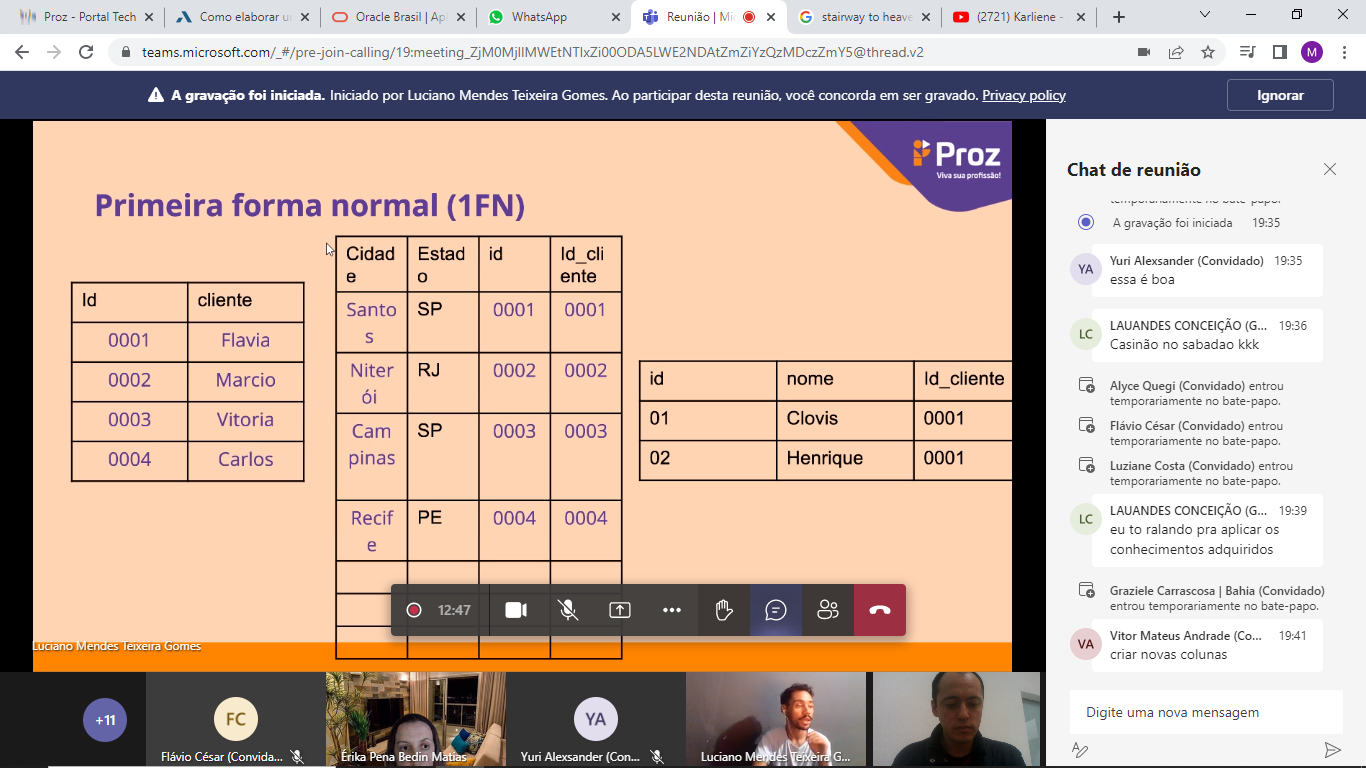 Proz - Portal Tech
Como elaborar u
Oracle Brasil | Ap
WhatsApp
Reunião | Mi
stairway to heave
(2721) Karliene -
teams.microsoft.com/_#/pre-join-calling/19:meeting_ZjM0MjllMWEtNTIxZi00ODA5LWE2NDAtZmZiYzQzMDczZmY5@thread.v2
M
A gravação foi iniciada. Iniciado por Luciano Mendes Teixeira Gomes. Ao participar desta reunião, você concorda em ser gravado. Privacy policy
Ignorar
Proz
Viva sua profissão!
Primeira forma normal (1FN)
Id cliente
0001 Flavia
0002 Marcio
0003 Vitoria
0004 Carlos
Cidad
e
Estad
o
id
Id_cli
ente
Santo
s
SP 0001 0001
Niter
ói
RJ 0002 0002
Cam
pinas
SP 0003 0003
Recif
e
PE 0004 0004
id nome Id_cliente
01 Clovis 0001
02 Henrique 0001
12:47
Luciano Mendes Teixeira Gomes
+11
FC
Flávio César (Convida...
Érika Pena Bedin Matias
YA
Yuri Alexsander (Con...
Luciano Mendes Teixeira G...
Chat de reunião
temporariamente no bate-papo.
A gravação foi iniciada 19:35
YA
Yuri Alexsander (Convidado) 19:35
essa é boa
LC
LAUANDES CONCEIÇÃO (G... 19:36
Casinão no sabadao kkk
Alyce Quegi (Convidado) entrou
temporariamente no bate-papo.
Flávio César (Convidado) entrou
temporariamente no bate-papo.
Luziane Costa (Convidado) entrou
temporariamente no bate-papo.
LC
LAUANDES CONCEIÇÃO (G... 19:39
eu to ralando pra aplicar os
conhecimentos adquiridos
Graziele Carrascosa | Bahia (Convidado)
entrou temporariamente no bate-papo.
VA
Vitor Mateus Andrade (Co... 19:41
criar novas colunas
Digite uma nova mensagem